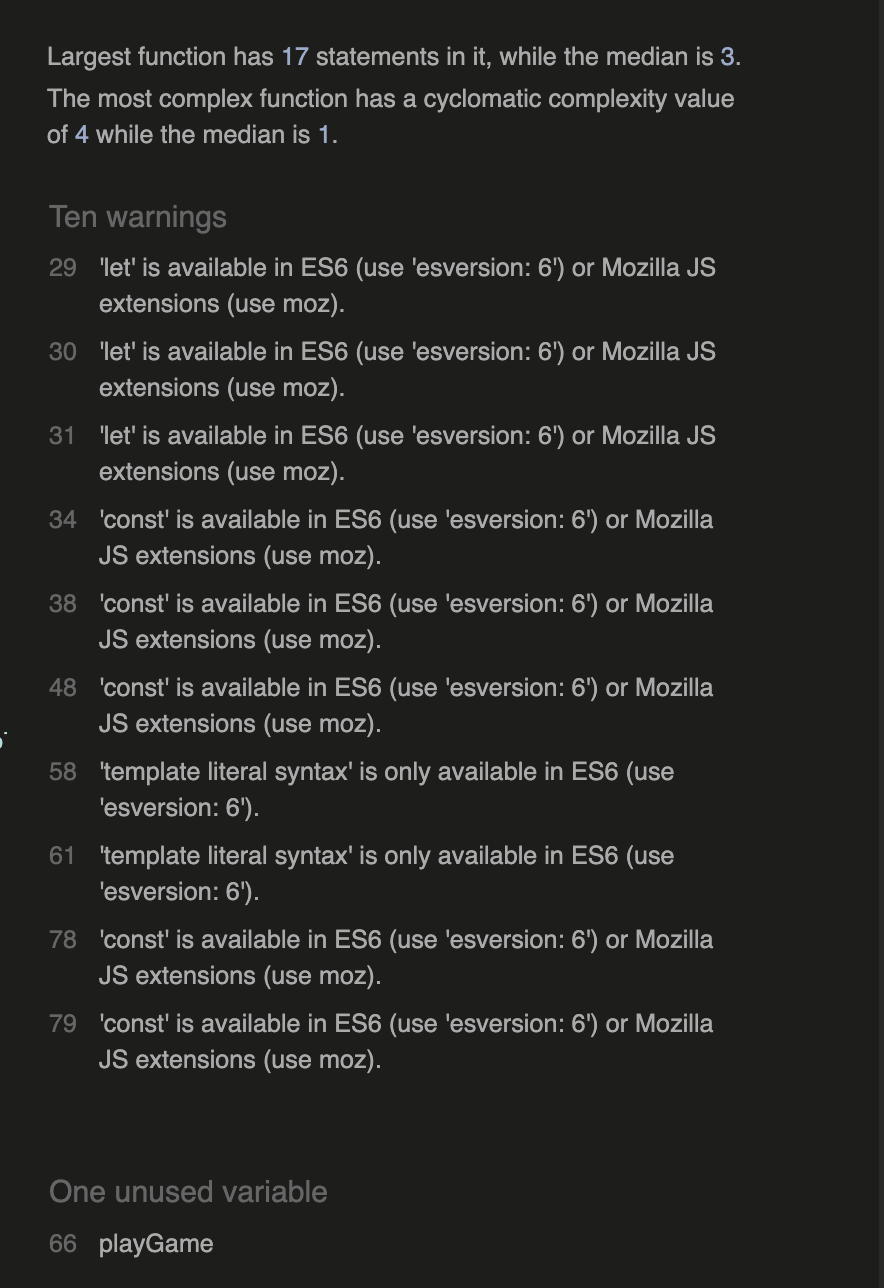 Largest function has 17 statements in it, while the median is 3.
The most complex function has a cyclomatic complexity value
of 4 while the median is 1.
Ten warnings
29 'let' is available in ES6 (use 'esversion: 6') or Mozilla JS
extensions (use moz).
30 'let' is available in ES6 (use 'esversion: 6') or Mozilla JS
extensions (use moz).
31 'let' is available in ES6 (use 'esversion: 6') or Mozilla JS
extensions (use moz).
34 'const' is available in ES6 (use 'esversion: 6') or Mozilla
JS extensions (use moz).
38 'const' is available in ES6 (use 'esversion: 6') or Mozilla
JS extensions (use moz).
48 'const' is available in ES6 (use 'esversion: 6') or Mozilla
JS extensions (use moz).
58 'template literal syntax' is only available in ES6 (use
'esversion: 6').
61 'template literal syntax' is only available in ES6 (use
'esversion: 6').
78 'const' is available in ES6 (use 'esversion: 6') or Mozilla
JS extensions (use moz).
79 'const' is available in ES6 (use 'esversion: 6') or Mozilla
JS extensions (use moz).
One unused variable
66 playGame